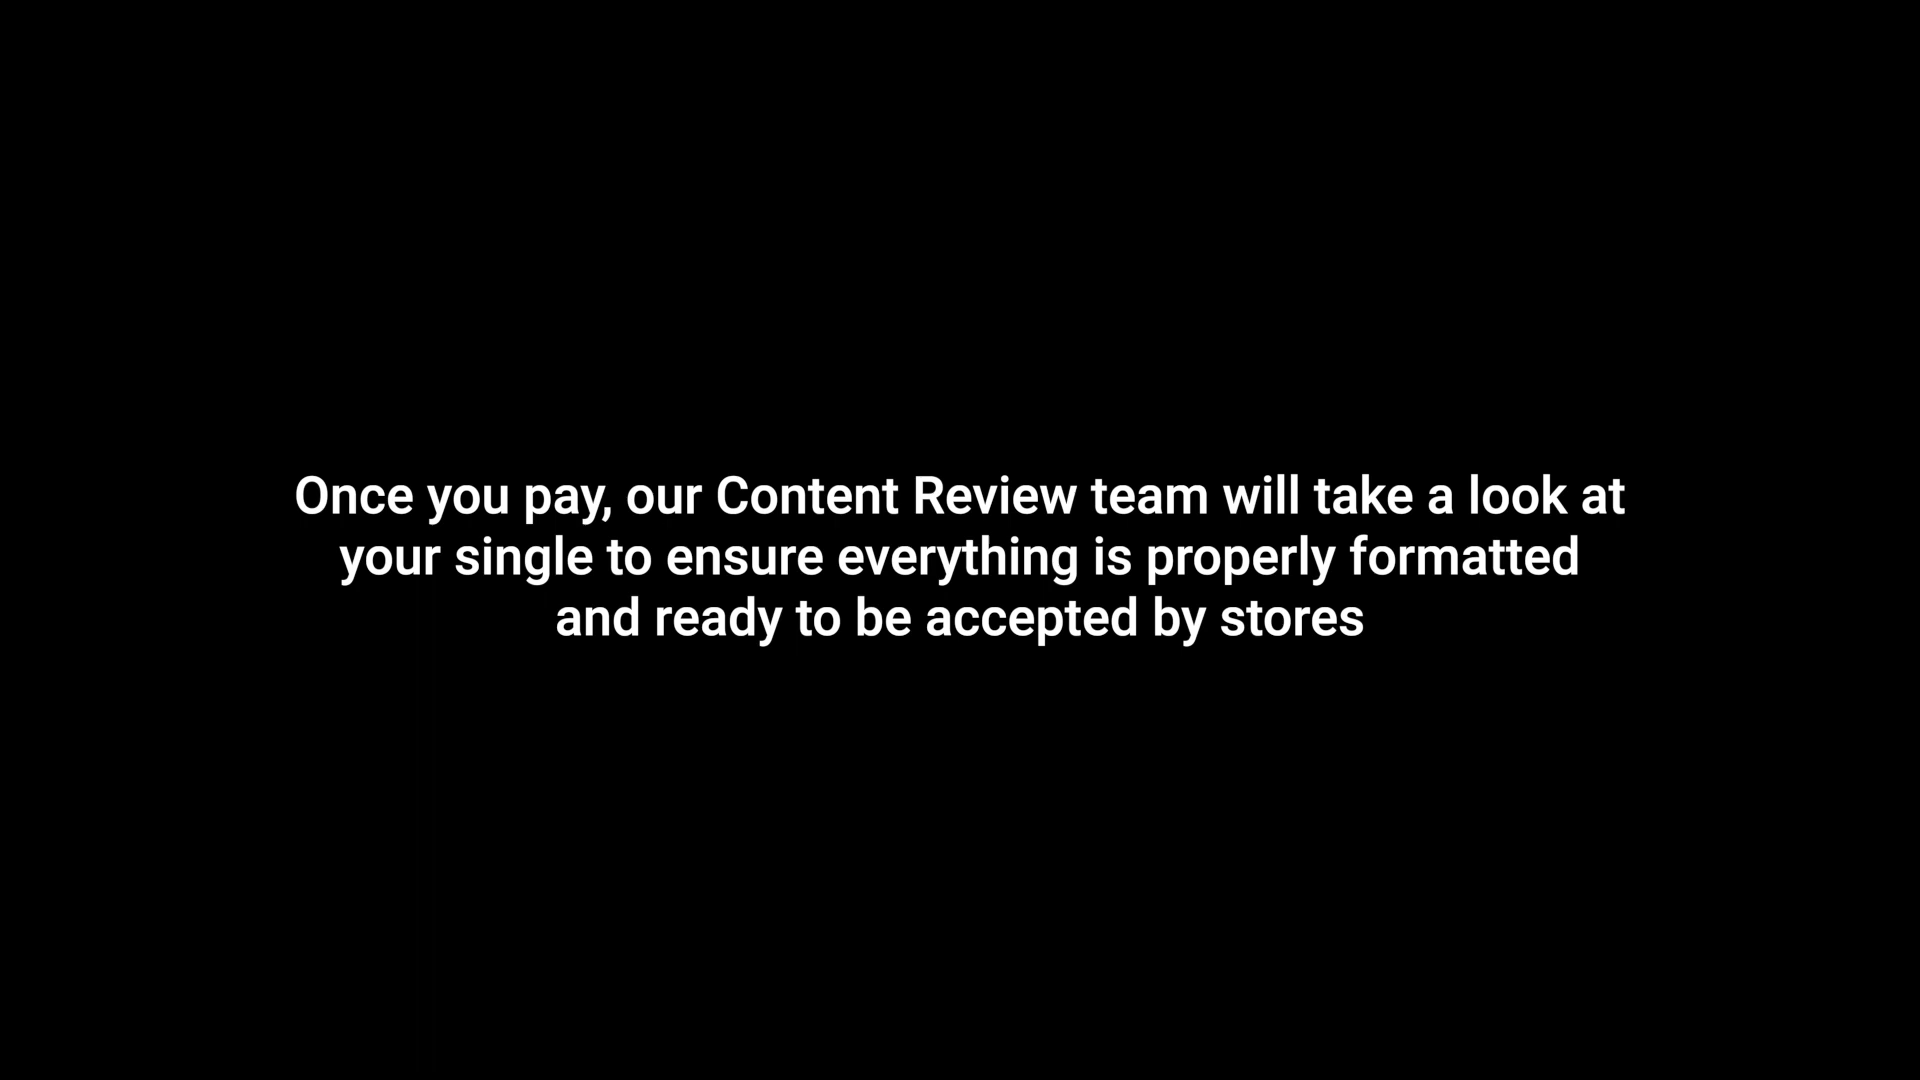 Once you pay, our Content Review team will take a look at
your single to ensure everything is properly formatted
and ready to be accepted by stores